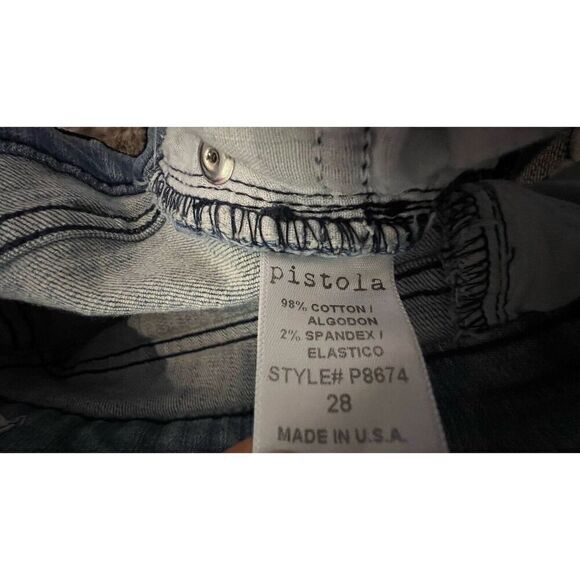 pistola
98% COTTON /
ALGODON
2% SPANDEX /
ELASTICO
STYLE# P8674
28
MADE IN U.S.A.